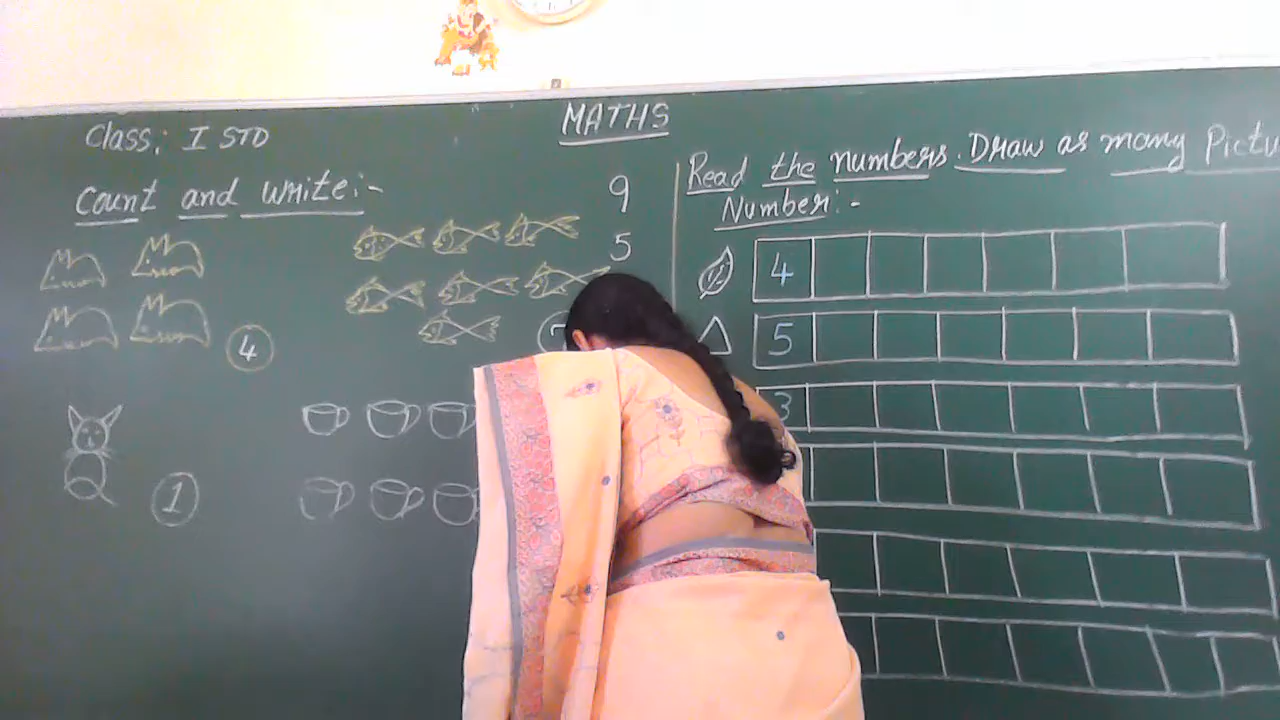 MATHS
Class: I STD
Count and write:-
4
1
9
5
Read the numbers. Draw as many
Number:-
4
5
3